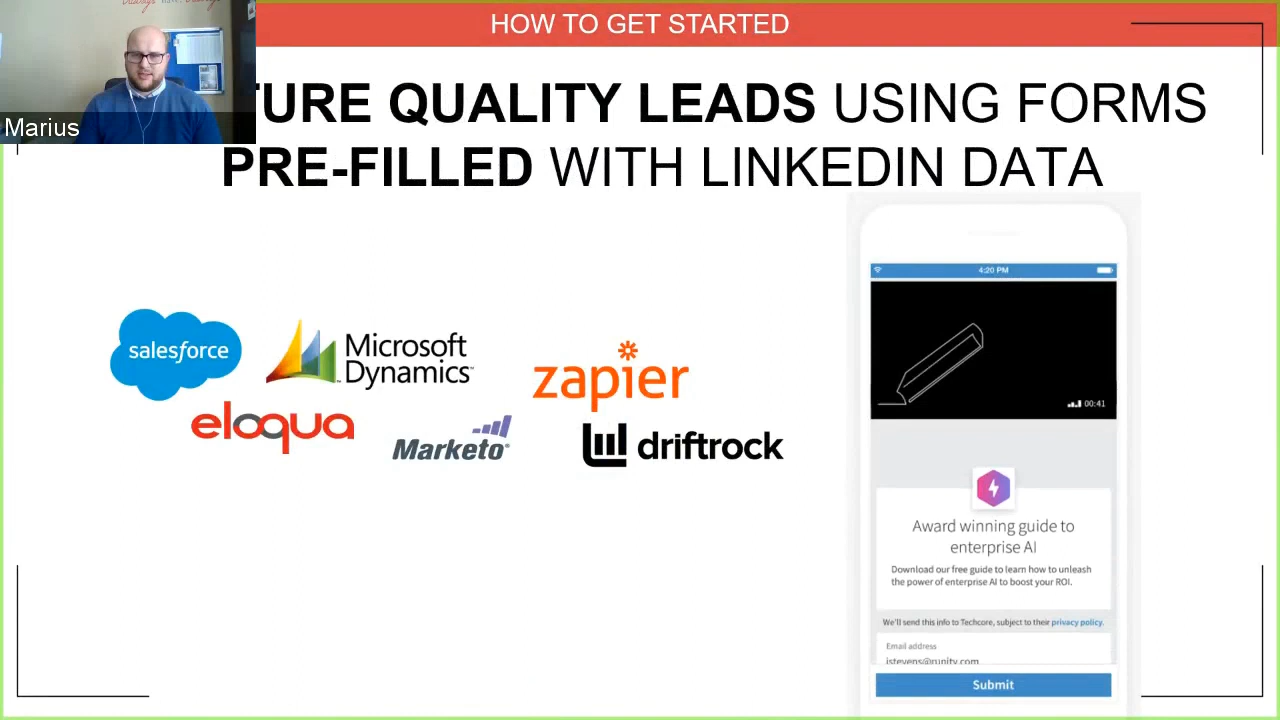 HOW TO GET STARTED
TURE QUALITY LEADS USING FORMS
PRE-FILLED WITH LINKEDIN DATA
Marius
salesforce
Microsoft
Dynamics
zapier
eloqua
Marketo
driftrock
4:20 PM
00:41
Award winning guide to
enterprise AI
Download our free guide to learn how to unleash
the power of enterprise AI to boost your ROI.
We'll send this info to Techcore, subject to their privacy policy.
Email address
jstevens@runity.com
Submit